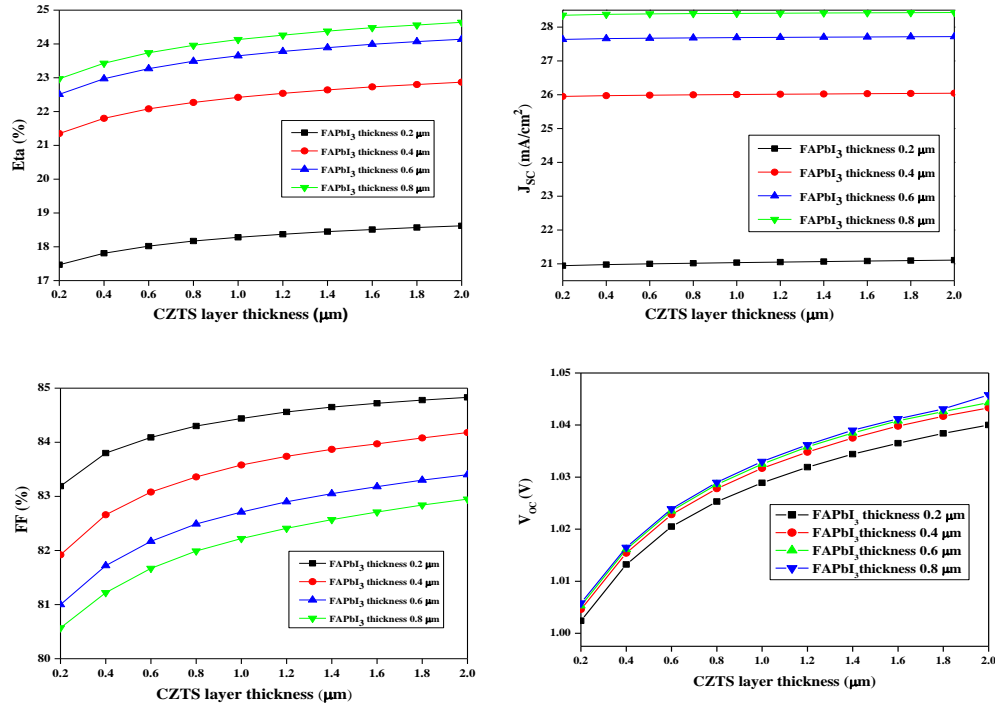 25
24
23
22
21
20
19
18
17
Eta (%)
FAPbI3 thickness 0.2 μm
FAPbI3 thickness 0.4 μm
FAPbI3 thickness 0.6 μm
FAPbI3 thickness 0.8 μm
0.2 0.4 0.6 0.8 1.0 1.2 1.4 1.6 1.8 2.0
CZTS layer thickness (μm)
28
27
26
25
24
23
22
21
JSC (mA/cm2)
FAPbI3 thickness 0.2 μm
FAPbI3 thickness 0.4 μm
FAPbI3 thickness 0.6 μm
FAPbI3 thickness 0.8 μm
0.2 0.4 0.6 0.8 1.0 1.2 1.4 1.6 1.8 2.0
CZTS layer thickness (μm)
85
84
83
82
81
80
FF (%)
FAPbI3 thickness 0.2 μm
FAPbI3 thickness 0.4 μm
FAPbI3 thickness 0.6 μm
FAPbI3 thickness 0.8 μm
0.2 0.4 0.6 0.8 1.0 1.2 1.4 1.6 1.8 2.0
CZTS layer thickness (μm)
1.05
1.04
1.03
1.02
1.01
1.00
VOC (V)
FAPbI3 thickness 0.2 μm
FAPbI3 thickness 0.4 μm
FAPbI3 thickness 0.6 μm
FAPbI3 thickness 0.8 μm
0.2 0.4 0.6 0.8 1.0 1.2 1.4 1.6 1.8 2.0
CZTS layer thickness (μm)